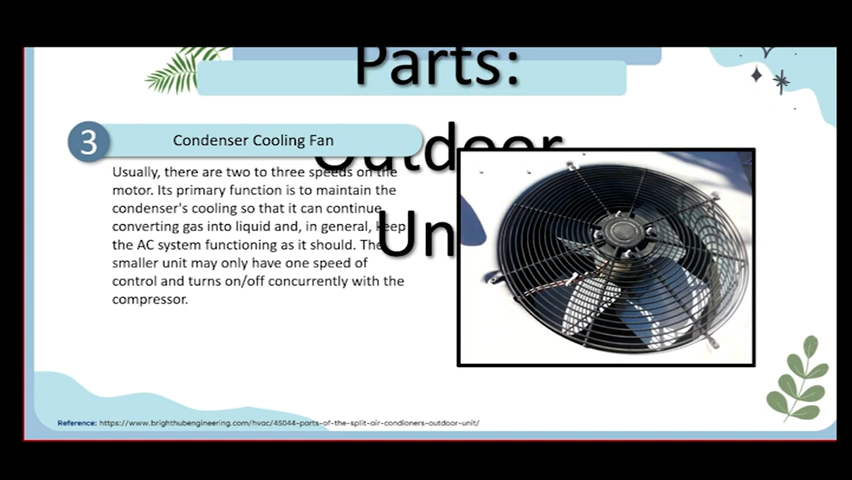 Parts:
Outdoor
Un
3
Condenser Cooling Fan
Usually, there are two to three speeds on the
motor. Its primary function is to maintain the
condenser's cooling so that it can continue
converting gas into liquid and, in general, keep
the AC system functioning as it should. The
smaller unit may only have one speed of
control and turns on/off concurrently with the
compressor.
Reference: https://www.brighthubengineering.com/hvac/45044-parts-of-the-split-air-condioners-outdoor-unit/